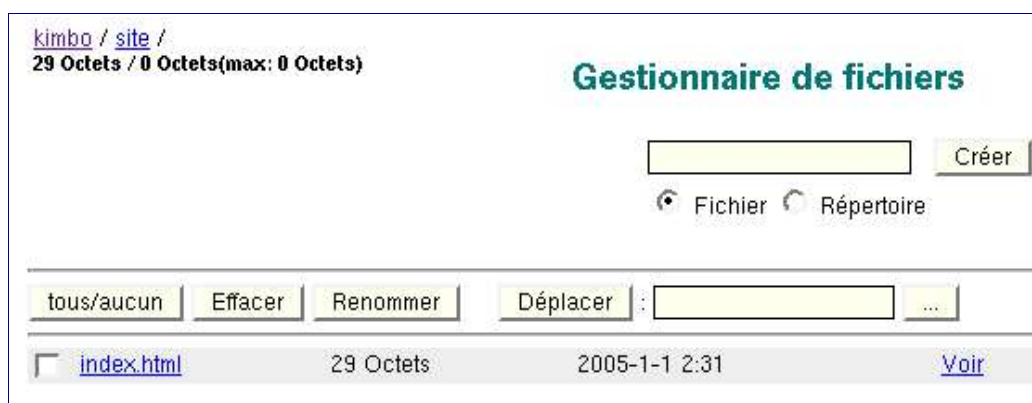 kimbo / site /
29 Octets / 0 Octets(max: 0 Octets)
Gestionnaire de fichiers
Créer
Fichier Répertoire
tous/aucun Effacer Renommer Déplacer : ...
index.html 29 Octets 2005-1-1 2:31 Voir